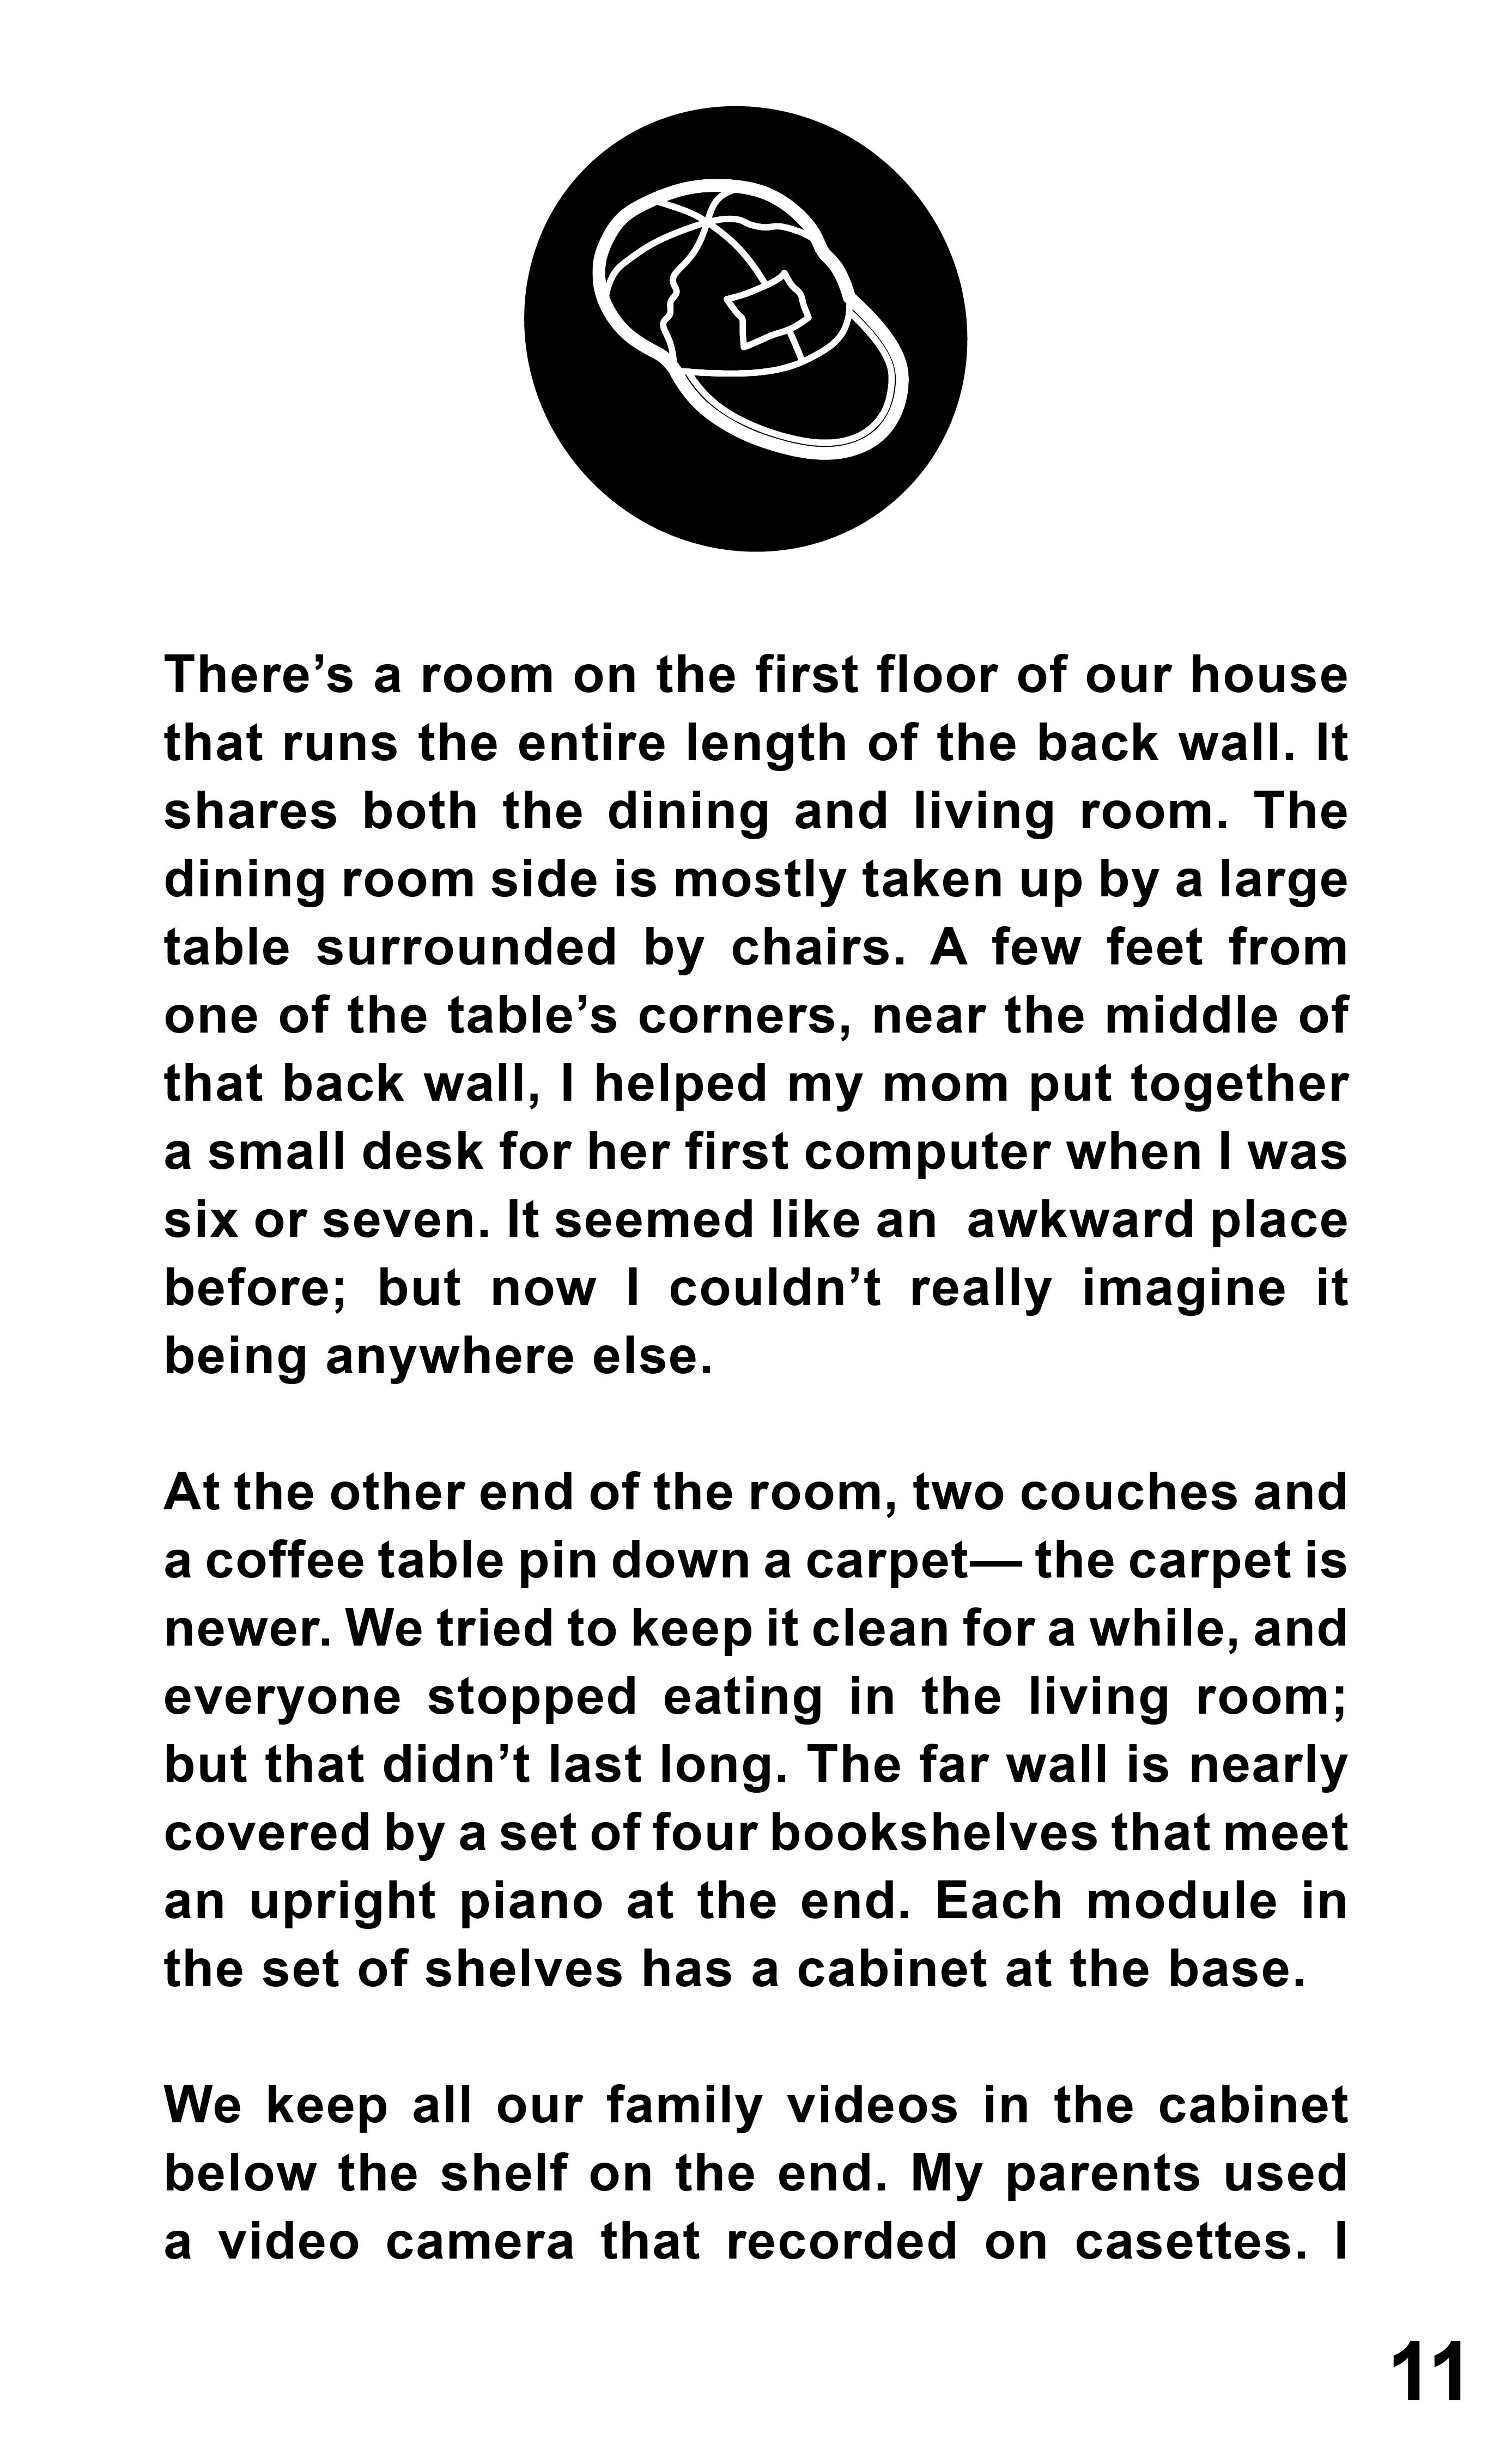 There’s a room on the first floor of our house
that runs the entire length of the back wall. It
shares both the dining and living room. The
dining room side is mostly taken up by a large
table surrounded by chairs. A few feet from
one of the table’s corners, near the middle of
that back wall, I helped my mom put together
a small desk for her first computer when I was
six or seven. It seemed like an  awkward place
before; but now I couldn’t really imagine it
being anywhere else.
At the other end of the room, two couches and
a coffee table pin down a carpet— the carpet is
newer. We tried to keep it clean for a while, and
everyone stopped eating in the living room;
but that didn’t last long. The far wall is nearly
covered by a set of four bookshelves that meet
an upright piano at the end. Each module in
the set of shelves has a cabinet at the base.
We keep all our family videos in the cabinet
below the shelf on the end. My parents used
a video camera that recorded on casettes. I
11